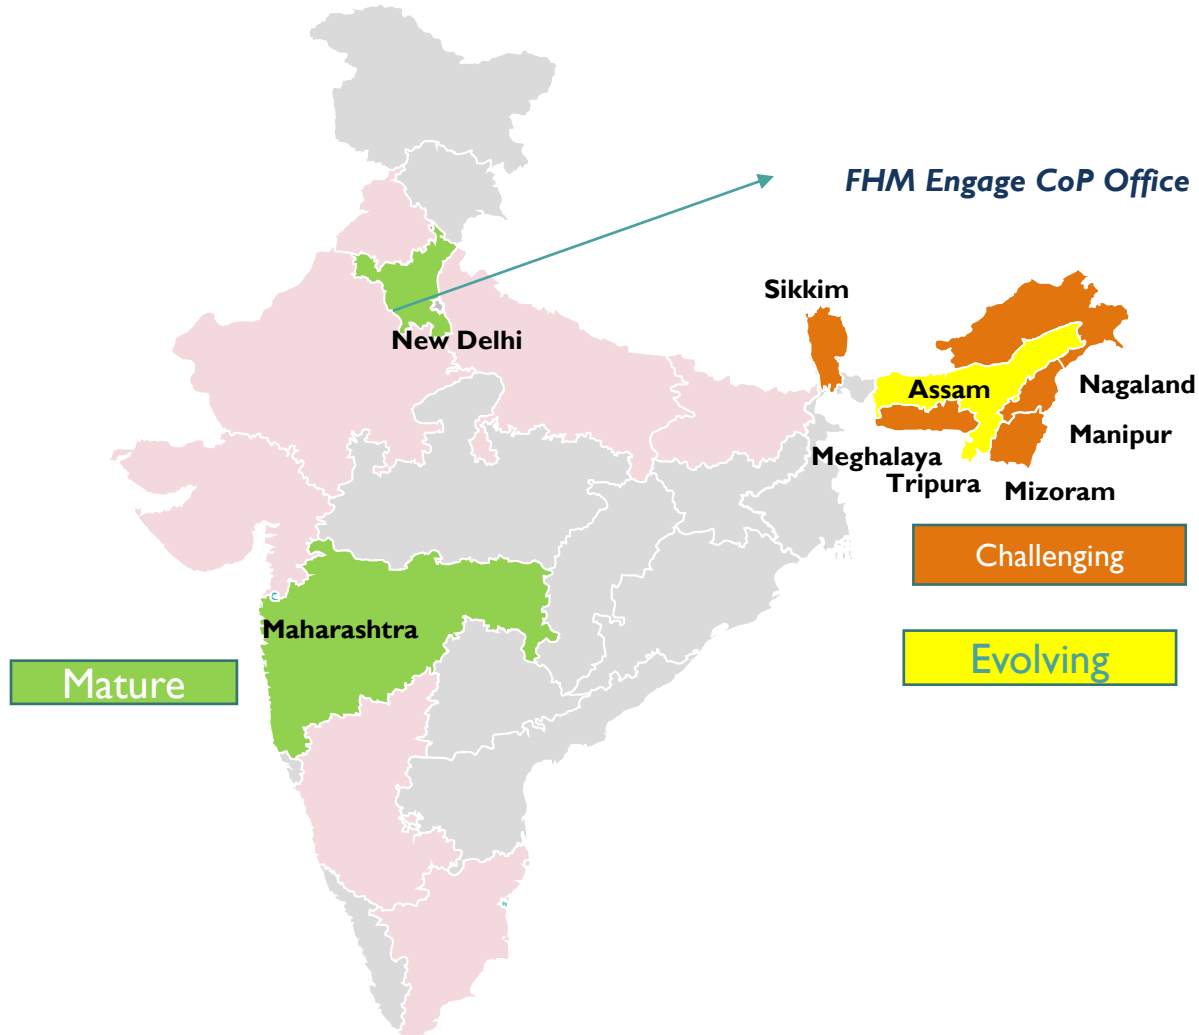 FHM Engage CoP Office
Sikkim
New Delhi
Assam
Nagaland
Manipur
Meghalaya
Tripura
Mizoram
Challenging
Maharashtra
Evolving
Mature